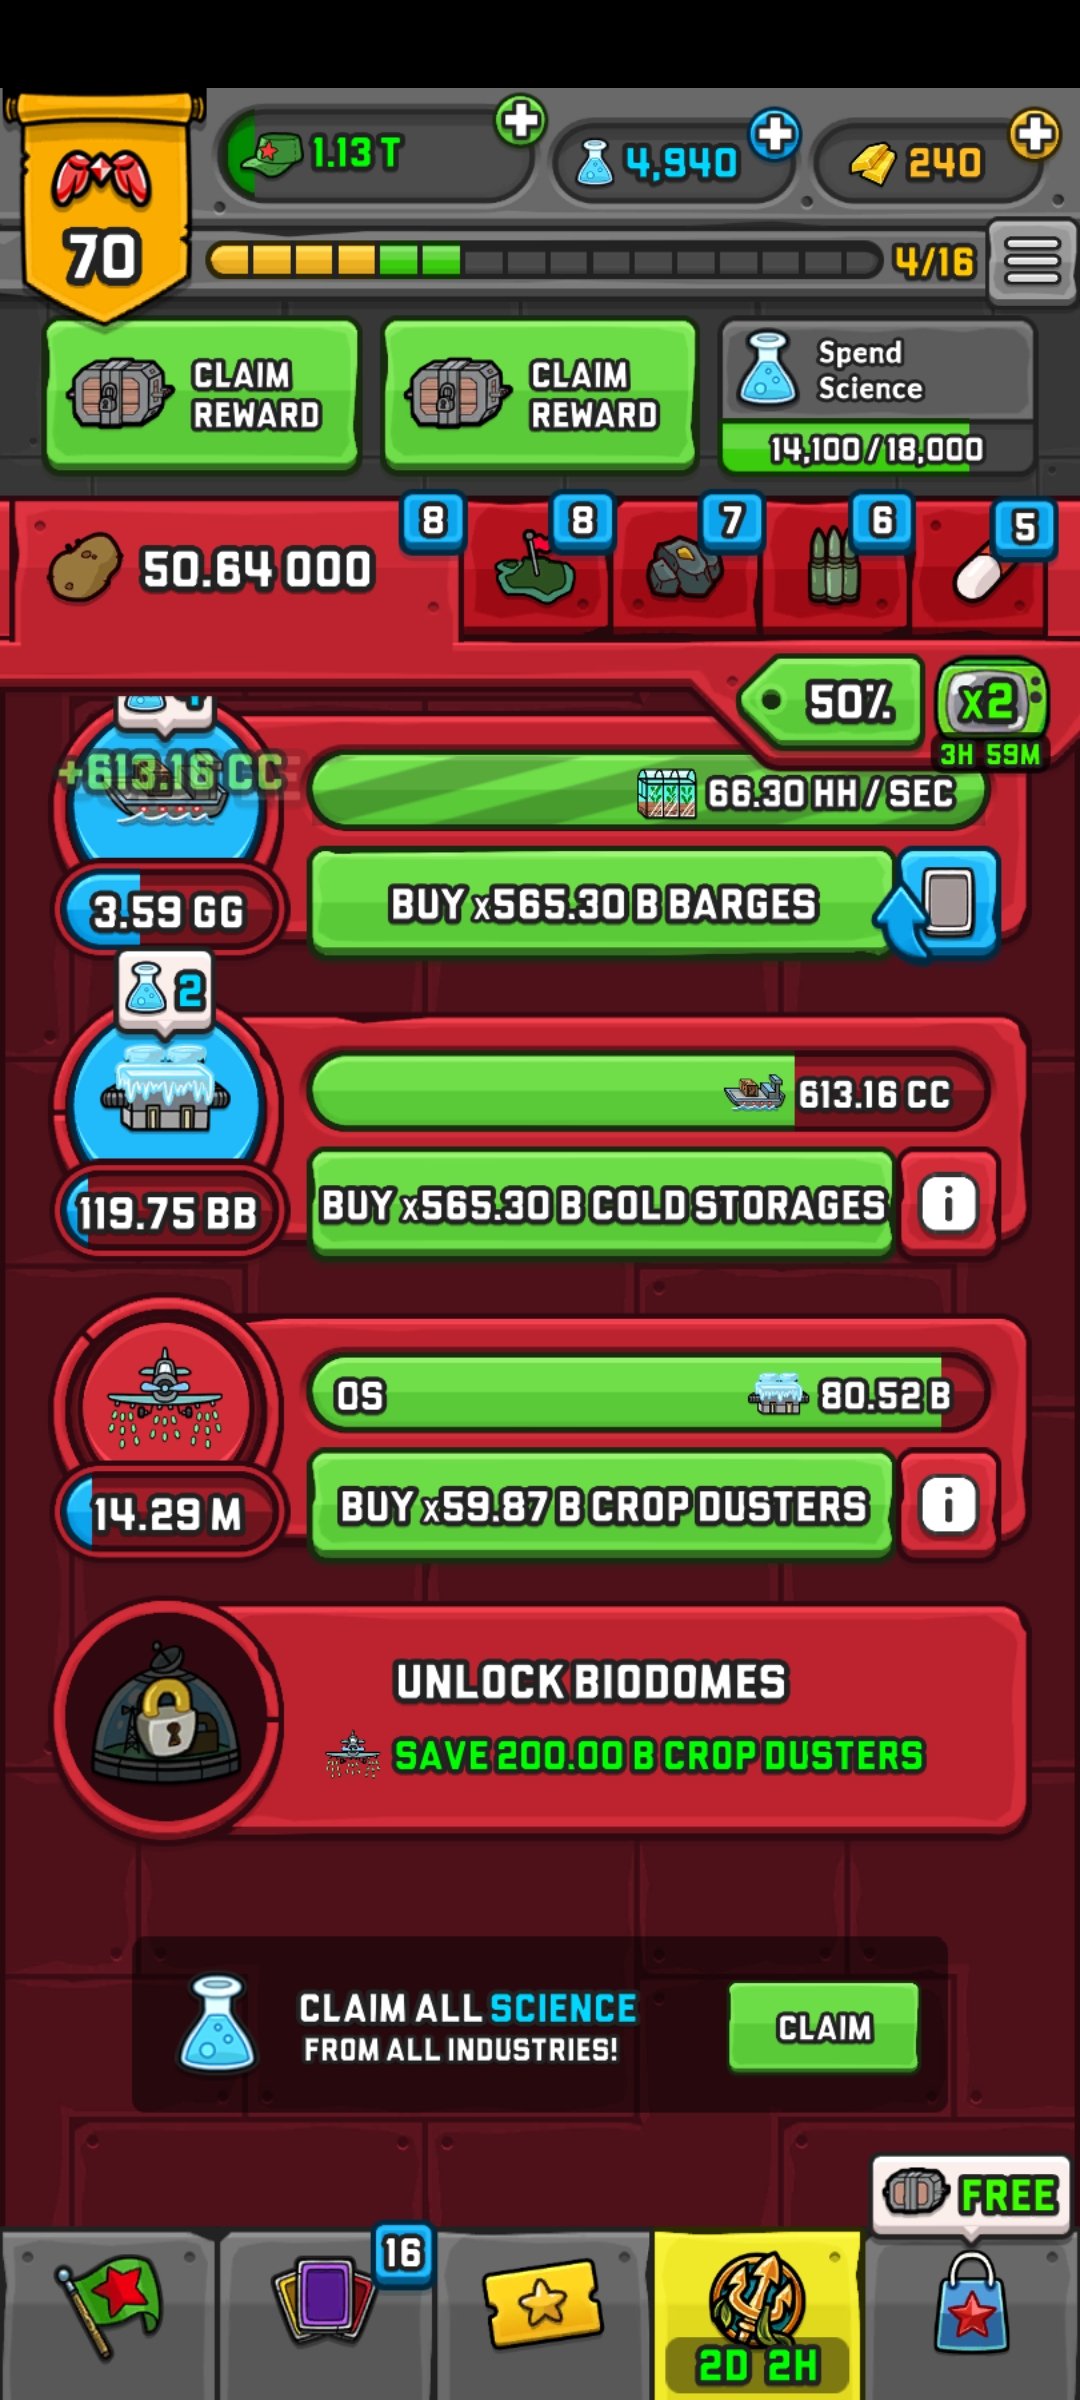 70
1.13 T
4,940
240
4/16
CLAIM
REWARD
CLAIM
REWARD
Spend
Science
14,100 / 18,000
50.64 000
8
8
7
6
5
50%
x2
3H 59M
+613.16 CC
66.30 HH / SEC
3.59 GG
BUY x565.30 B BARGES
2
613.16 CC
119.75 BB
BUY x565.30 B COLD STORAGES
i
0S
80.52 B
14.29 M
BUY x59.87 B CROP DUSTERS
i
UNLOCK BIODOMES
SAVE 200.00 B CROP DUSTERS
CLAIM ALL SCIENCE
FROM ALL INDUSTRIES!
CLAIM
FREE
16
2D 2H